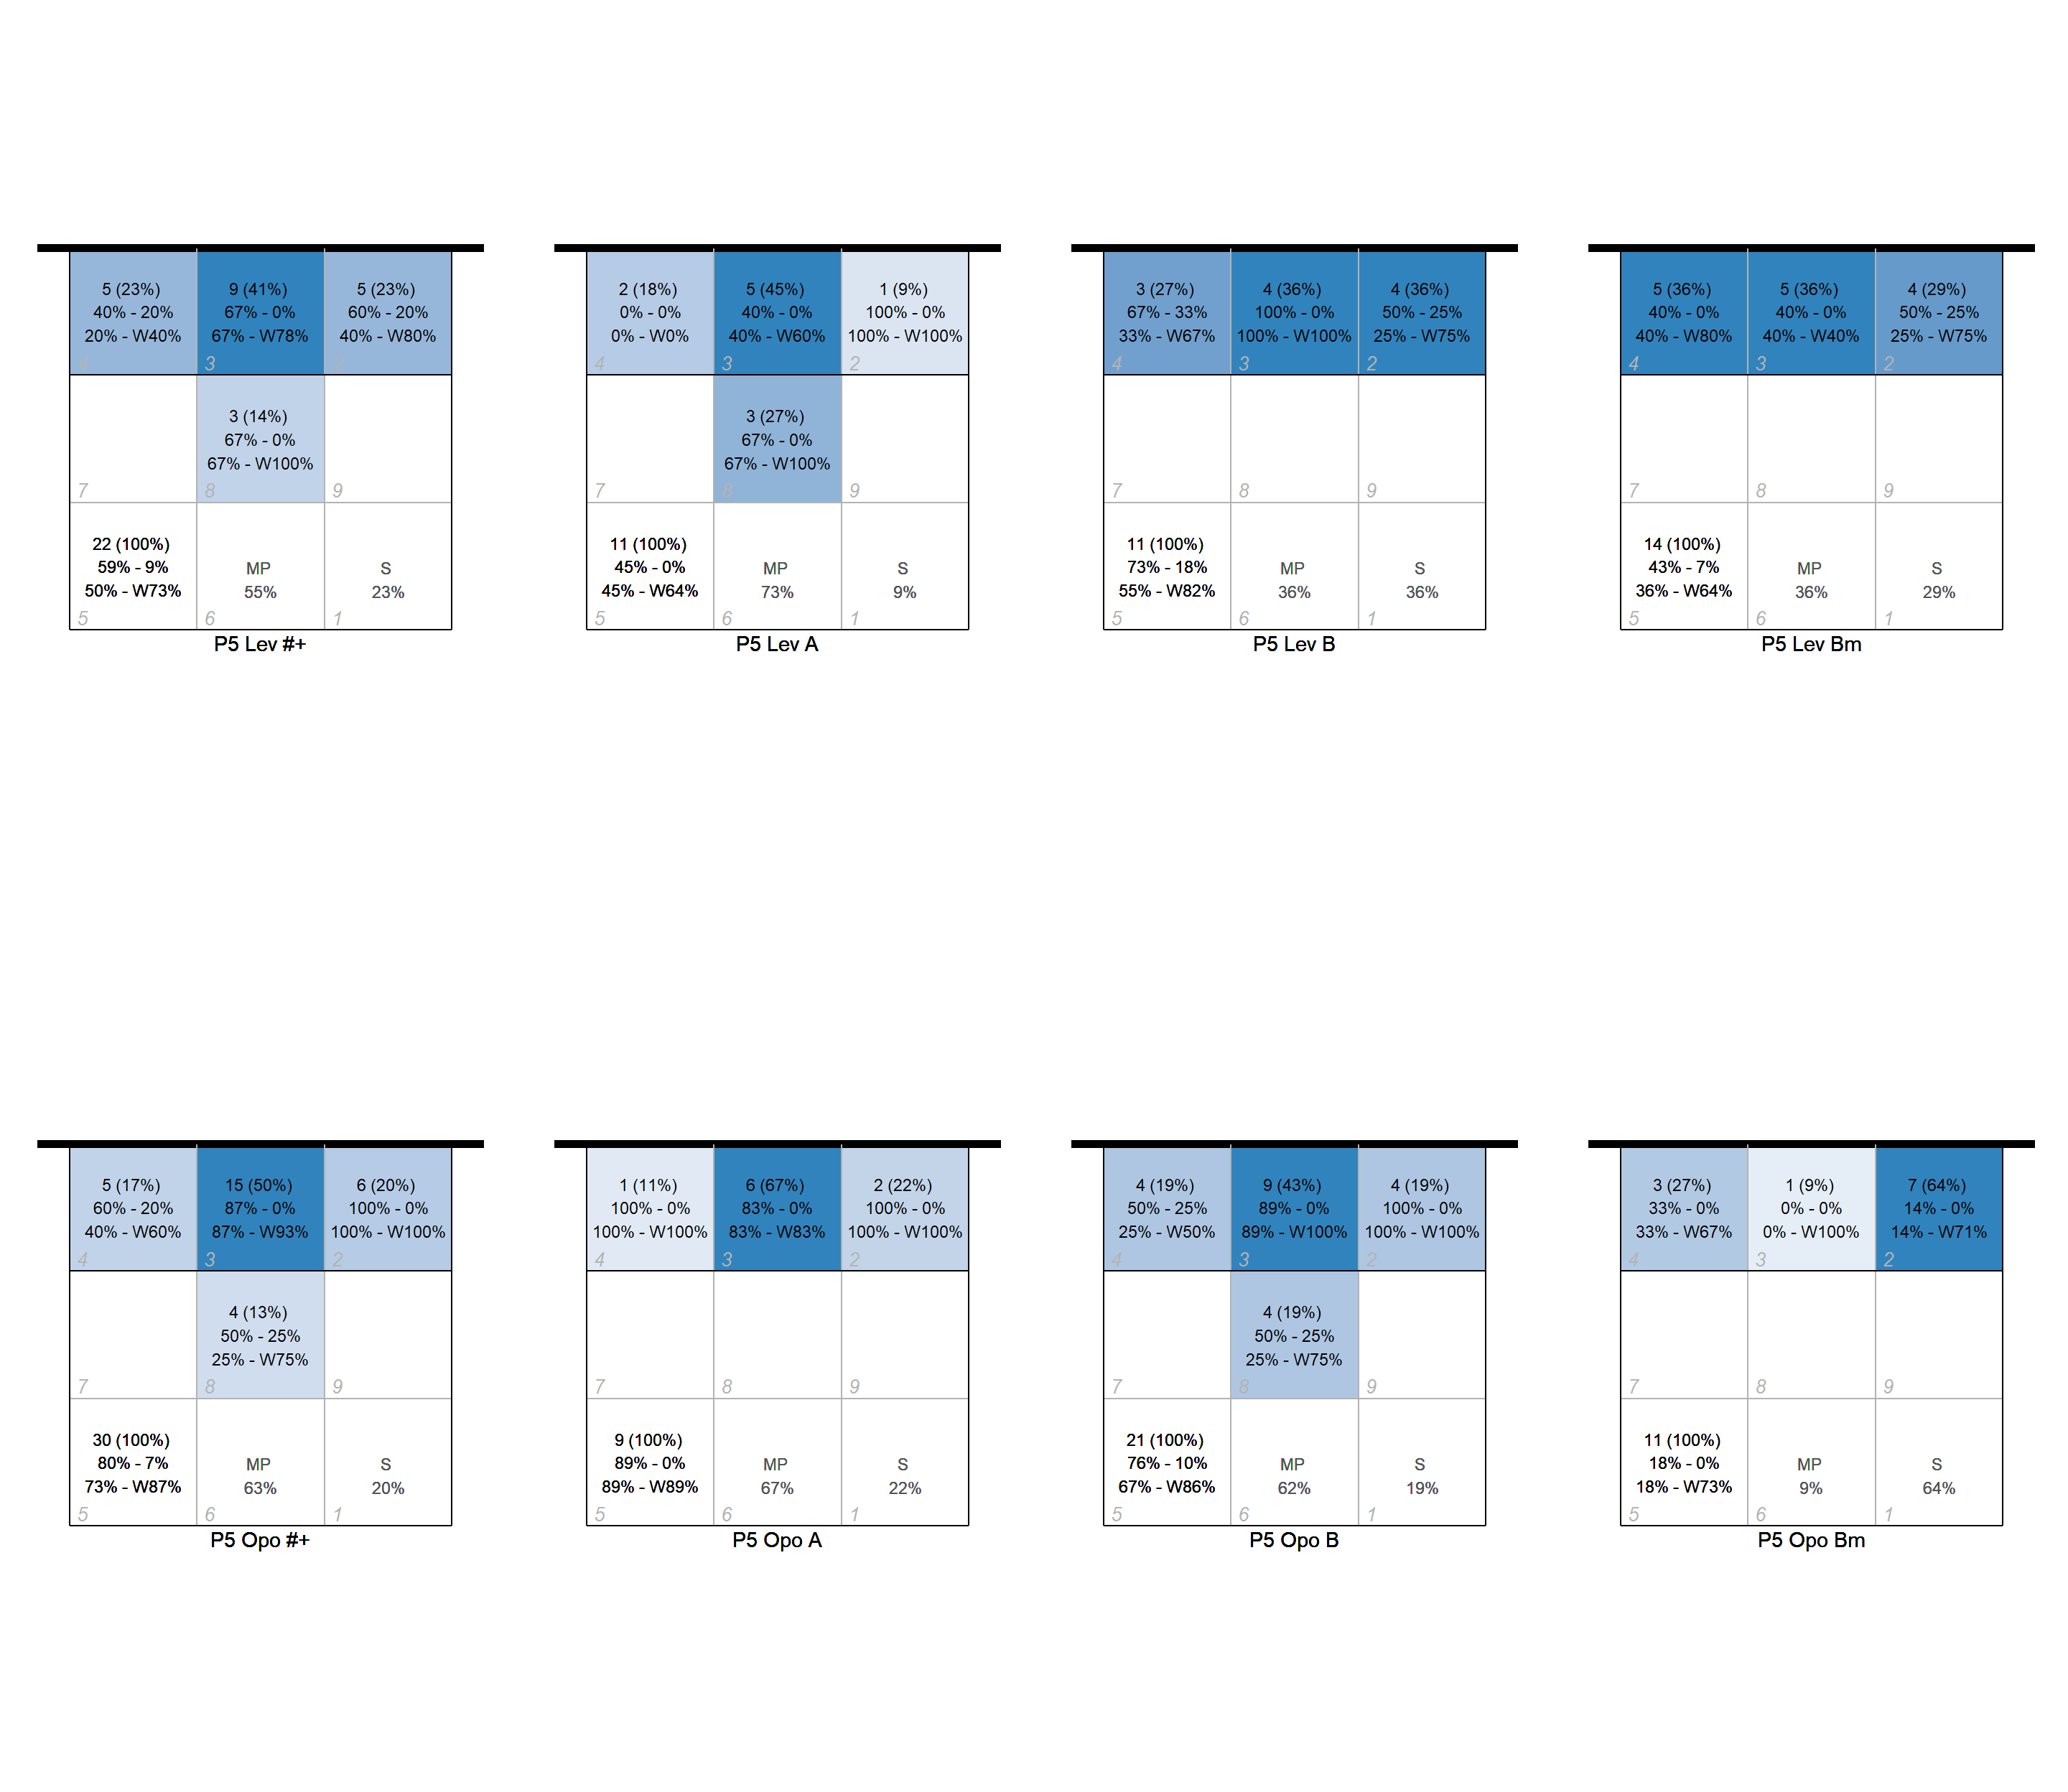 5 (23%)
40% - 20%
20% - W40%
4
9 (41%)
67% - 0%
67% - W78%
3
5 (23%)
60% - 20%
40% - W80%
2
3 (14%)
67% - 0%
67% - W100%
7
8
9
22 (100%)
59% - 9%
50% - W73%
5
MP
55%
6
S
23%
1
P5 Lev #+
2 (18%)
0% - 0%
0% - W0%
4
5 (45%)
40% - 0%
40% - W60%
3
1 (9%)
100% - 0%
100% - W100%
2
3 (27%)
67% - 0%
67% - W100%
7
8
9
11 (100%)
45% - 0%
45% - W64%
5
MP
73%
6
S
9%
1
P5 Lev A
3 (27%)
67% - 33%
33% - W67%
4
4 (36%)
100% - 0%
100% - W100%
3
4 (36%)
50% - 25%
25% - W75%
2
7
8
9
11 (100%)
73% - 18%
55% - W82%
5
MP
36%
6
S
36%
1
P5 Lev B
5 (36%)
40% - 0%
40% - W80%
4
5 (36%)
40% - 0%
40% - W40%
3
4 (29%)
50% - 25%
25% - W75%
2
7
8
9
14 (100%)
43% - 7%
36% - W64%
5
MP
36%
6
S
29%
1
P5 Lev Bm
5 (17%)
60% - 20%
40% - W60%
4
15 (50%)
87% - 0%
87% - W93%
3
6 (20%)
100% - 0%
100% - W100%
2
4 (13%)
50% - 25%
25% - W75%
7
8
9
30 (100%)
80% - 7%
73% - W87%
5
MP
63%
6
S
20%
1
P5 Opo #+
1 (11%)
100% - 0%
100% - W100%
4
6 (67%)
83% - 0%
83% - W83%
3
2 (22%)
100% - 0%
100% - W100%
2
7
8
9
9 (100%)
89% - 0%
89% - W89%
5
MP
67%
6
S
22%
1
P5 Opo A
4 (19%)
50% - 25%
25% - W50%
4
9 (43%)
89% - 0%
89% - W100%
3
4 (19%)
100% - 0%
100% - W100%
2
4 (19%)
50% - 25%
25% - W75%
7
8
9
21 (100%)
76% - 10%
67% - W86%
5
MP
62%
6
S
19%
1
P5 Opo B
3 (27%)
33% - 0%
33% - W67%
4
1 (9%)
0% - 0%
0% - W100%
3
7 (64%)
14% - 0%
14% - W71%
2
7
8
9
11 (100%)
18% - 0%
18% - W73%
5
MP
9%
6
S
64%
1
P5 Opo Bm